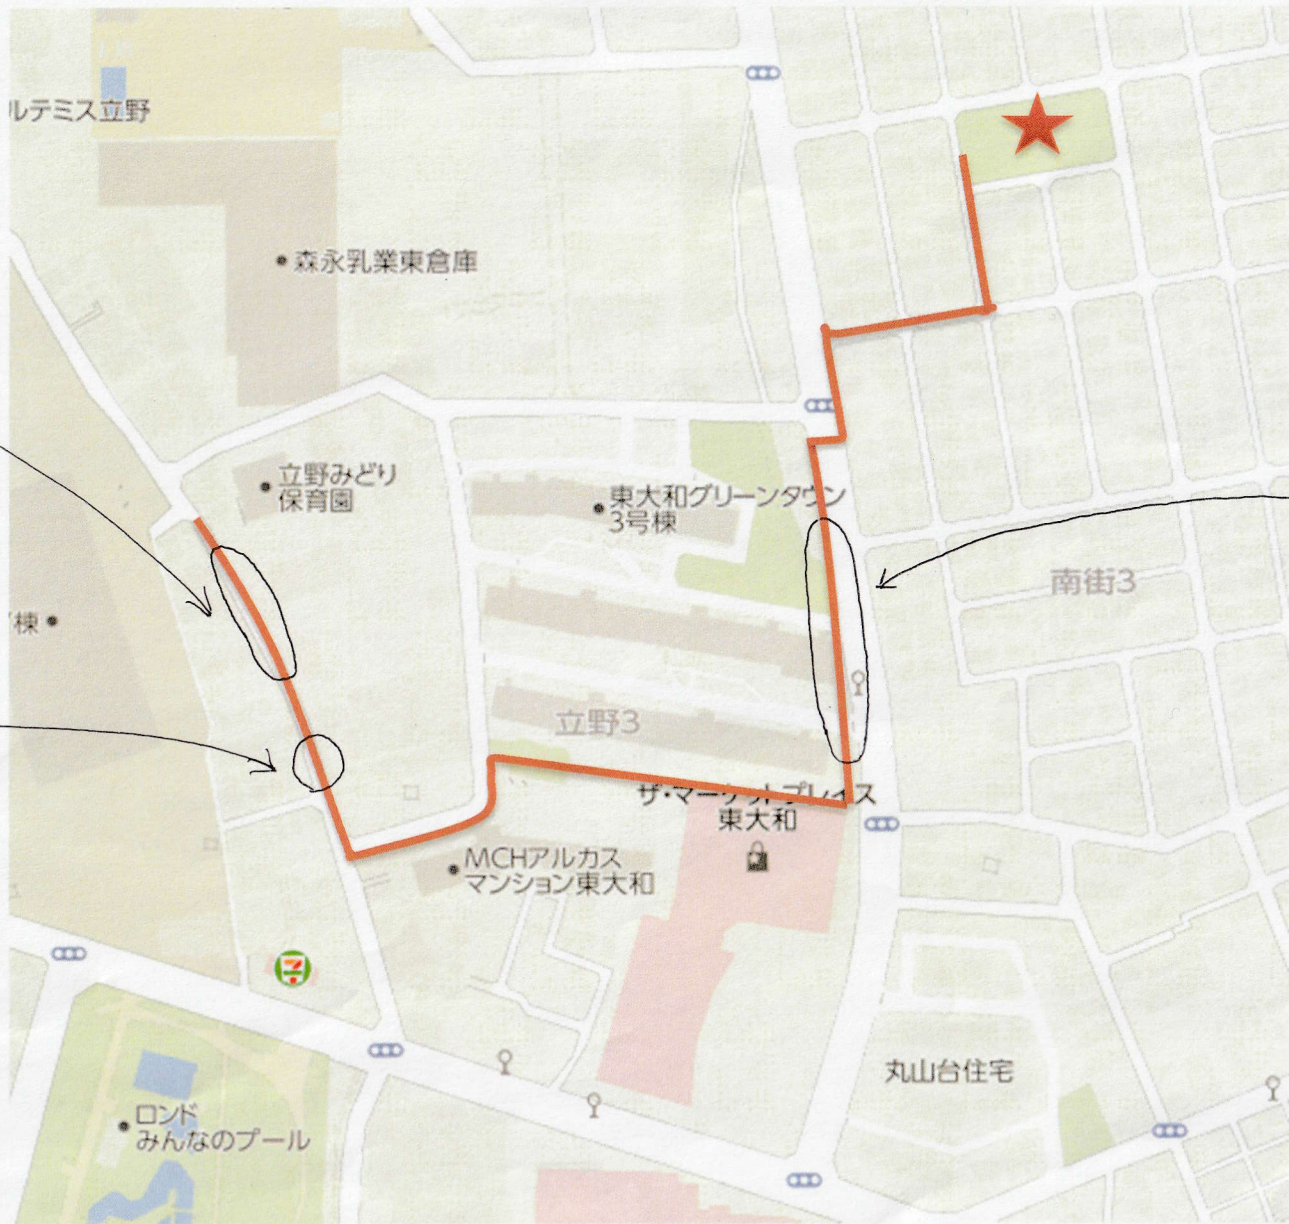 ルテミス立野
森永乳業東倉庫
立野みどり
保育園
東大和グリーンタウン
3号棟
南街3
棟
立野3
ザ・マーケットプレイス
東大和
MCHアルカス
マンション東大和
丸山台住宅
ロンド
みんなのプール